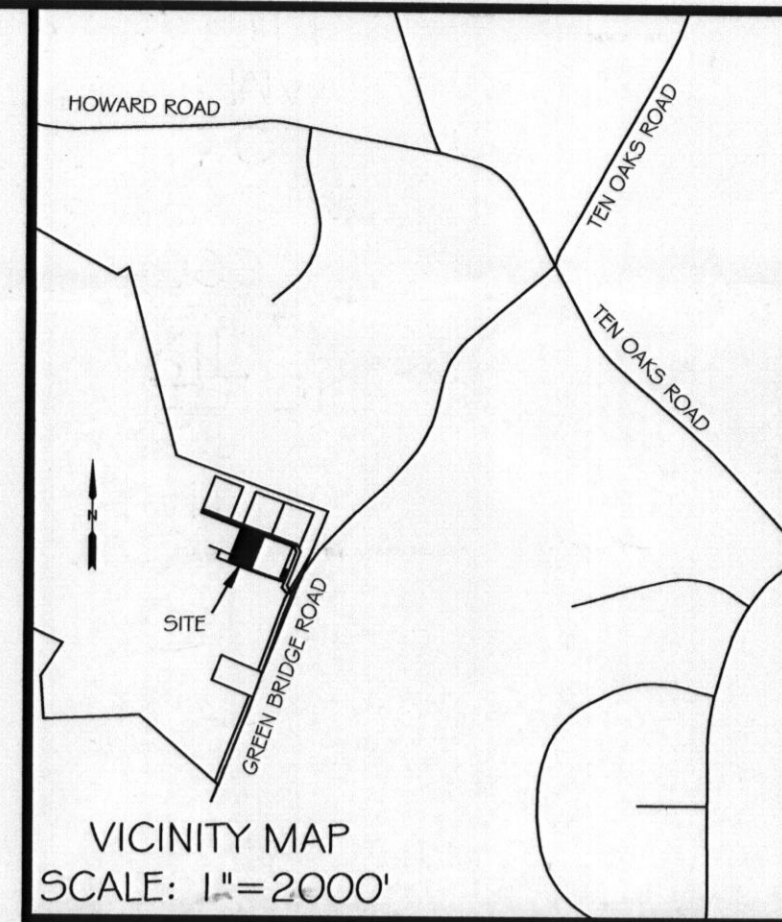 HOWARD ROAD
TEN OAKS ROAD
TEN OAKS ROAD
N
SITE
GREEN BRIDGE ROAD
VICINITY MAP
SCALE: 1"=2000'